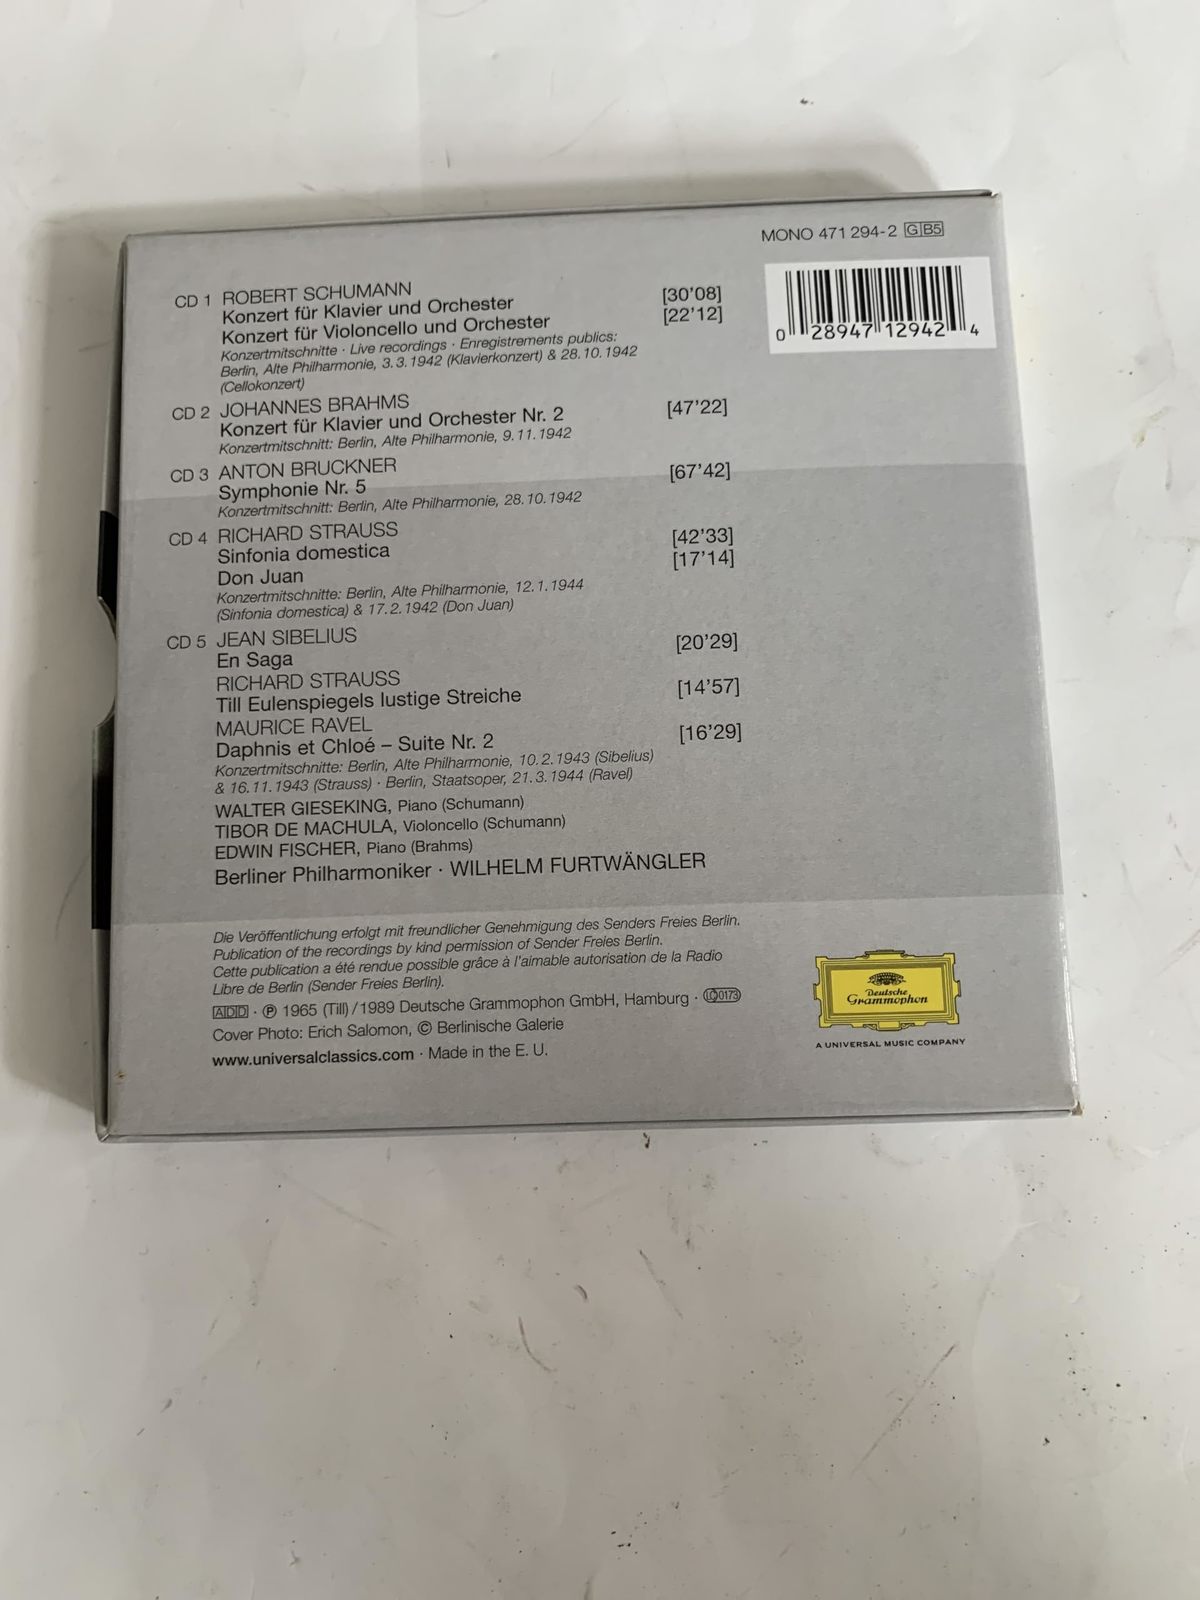 MONO 471 294-2 GB5
0 28947 12942 4
CD 1 ROBERT SCHUMANN
Konzert für Klavier und Orchester [30'08]
Konzert für Violoncello und Orchester [22'12]
Konzertmitschnitte · Live recordings · Enregistrements publics:
Berlin, Alte Philharmonie, 3.3.1942 (Klavierkonzert) & 28.10.1942
(Cellokonzert)
CD 2 JOHANNES BRAHMS
Konzert für Klavier und Orchester Nr. 2 [47'22]
Konzertmitschnitt: Berlin, Alte Philharmonie, 9.11.1942
CD 3 ANTON BRUCKNER
Symphonie Nr. 5 [67'42]
Konzertmitschnitt: Berlin, Alte Philharmonie, 28.10.1942
CD 4 RICHARD STRAUSS
Sinfonia domestica [42'33]
Don Juan [17'14]
Konzertmitschnitte: Berlin, Alte Philharmonie, 12.1.1944
(Sinfonia domestica) & 17.2.1942 (Don Juan)
CD 5 JEAN SIBELIUS
En Saga [20'29]
RICHARD STRAUSS
Till Eulenspiegels lustige Streiche [14'57]
MAURICE RAVEL
Daphnis et Chloé – Suite Nr. 2 [16'29]
Konzertmitschnitte: Berlin, Alte Philharmonie, 10.2.1943 (Sibelius)
& 16.11.1943 (Strauss) · Berlin, Staatsoper, 21.3.1944 (Ravel)
WALTER GIESEKING, Piano (Schumann)
TIBOR DE MACHULA, Violoncello (Schumann)
EDWIN FISCHER, Piano (Brahms)
Berliner Philharmoniker · WILHELM FURTWÄNGLER
Die Veröffentlichung erfolgt mit freundlicher Genehmigung des Senders Freies Berlin.
Publication of the recordings by kind permission of Sender Freies Berlin.
Cette publication a été rendue possible grâce à l'aimable autorisation de la Radio
Libre de Berlin (Sender Freies Berlin).
ADD · ℗ 1965 (Till) / 1989 Deutsche Grammophon GmbH, Hamburg · LC 0173
Cover Photo: Erich Salomon, © Berlinische Galerie
www.universalclassics.com · Made in the E. U.
Deutsche
Grammophon
A UNIVERSAL MUSIC COMPANY